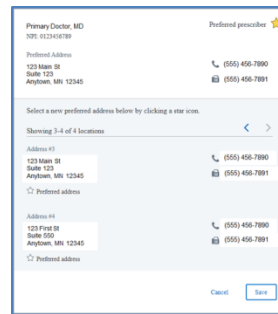 Primary Doctor, MD
Preferred prescriber
NPI: 0123456789
Preferred Address
123 Main St
Suite 123
Anytown, MN 12345
(555) 456-7890
(555) 456-7891
Select a new preferred address below by clicking a star icon.
Showing 3-4 of 4 locations
Address #3
123 Main St
Suite 123
Anytown, MN 12345
(555) 456-7890
(555) 456-7891
Preferred address
Address #4
123 First St
Suite 550
Anytown, MN 12345
(555) 456-7890
(555) 456-7891
Preferred address
Cancel
Save